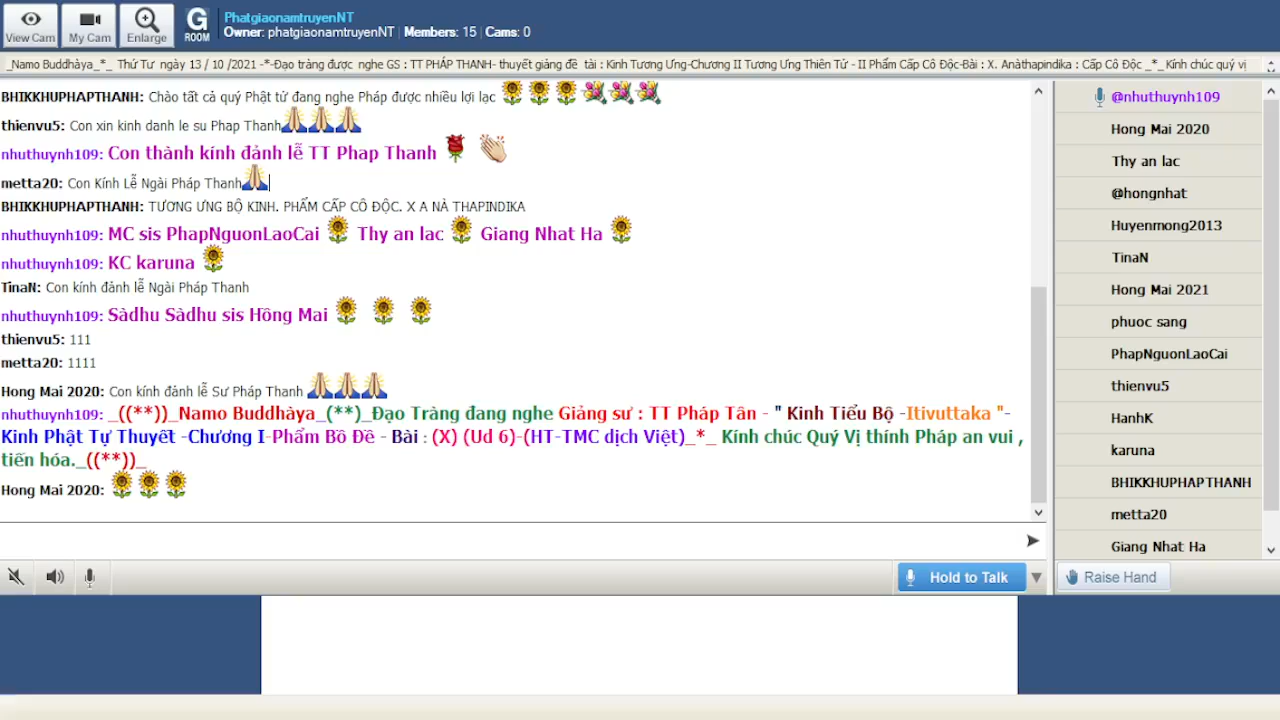 View Cam
My Cam
Enlarge
G
ROOM
PhatgiaonamtruyenNT
Owner: phatgiaonamtruyenNT | Members: 15 | Cams: 0
_Namo Buddhàya_*_ Thứ Tư ngày 13 / 10 /2021 -*-Đạo tràng được nghe GS : TT PHÁP THANH- thuyết giảng đề tài : Kinh Tương Ưng-Chương II Tương Ưng Thiên Tử - II Phẩm Cấp Cô Độc-Bài : X. Anàthapindika : Cấp Cô Độc _*_ Kính chúc quý vị
BHIKKHUPHAPTHANH: Chào tất cả quý Phật tử đang nghe Pháp được nhiều lợi lạc
thienvu5: Con xin kinh danh le su Phap Thanh
nhuthuynh109: Con thành kính đảnh lễ TT Phap Thanh
metta20: Con Kính Lễ Ngài Pháp Thanh
BHIKKHUPHAPTHANH: TƯƠNG ƯNG BỘ KINH. PHẨM CẤP CÔ ĐỘC. X A NÀ THAPINDIKA
nhuthuynh109: MC sis PhapNguonLaoCai Thy an lac Giang Nhat Ha
nhuthuynh109: KC karuna
TinaN: Con kính đảnh lễ Ngài Pháp Thanh
nhuthuynh109: Sàdhu Sàdhu sis Hồng Mai
thienvu5: 111
metta20: 1111
Hong Mai 2020: Con kính đảnh lễ Sư Pháp Thanh
nhuthuynh109: _((**))_Namo Buddhàya_(**)_Đạo Tràng đang nghe Giảng sư : TT Pháp Tân - " Kinh Tiểu Bộ -Itivuttaka "-
Kinh Phật Tự Thuyết -Chương I-Phẩm Bồ Đề - Bài : (X) (Ud 6)-(HT-TMC dịch Việt)_*_ Kính chúc Quý Vị thính Pháp an vui ,
tiến hóa._((**))_
Hong Mai 2020:
Hold to Talk
@nhuthuynh109
Hong Mai 2020
Thy an lac
@hongnhat
Huyenmong2013
TinaN
Hong Mai 2021
phuoc sang
PhapNguonLaoCai
thienvu5
HanhK
karuna
BHIKKHUPHAPTHANH
metta20
Giang Nhat Ha
Raise Hand